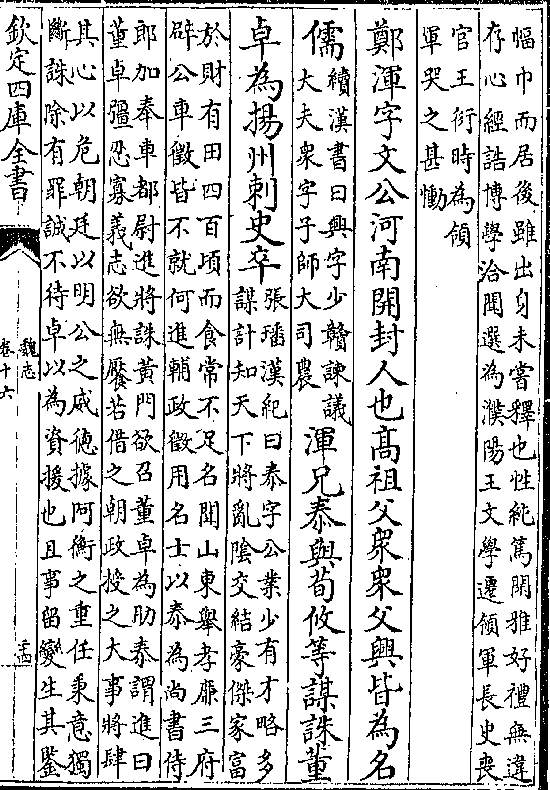 幅巾而居後雖出身未嘗釋也性純篤閑雅好禮無違
存心經誥博學洽聞選為濮陽王文學遷領軍長史喪
官王衍時為領
軍哭之甚慟
鄭渾字文公河南開封人也高祖父衆衆父興皆為名
儒
續漢書曰興字少贛諫議
大夫衆字子師大司農
渾兄泰與荀攸等謀誅董
卓為揚州刺史卒
張璠漢紀曰泰字公業少有才略多
謀計知天下將亂陰交結豪傑家富
於財有田四百頃而食常不足名聞山東舉孝廉三府
辟公車徵皆不就何進輔政徵用名士以泰為尚書侍
郎加奉車都尉進將誅黄門欲召董卓為助泰謂進曰
董卓彊忍寡義志欲無饜若借之朝政授之大事將肆
其心以危朝廷以明公之威徳據阿衡之重任秉意獨
斷誅除有罪誠不待卓以為資援也且事留變生其鑒
欽定四庫全書
魏志
卷十六